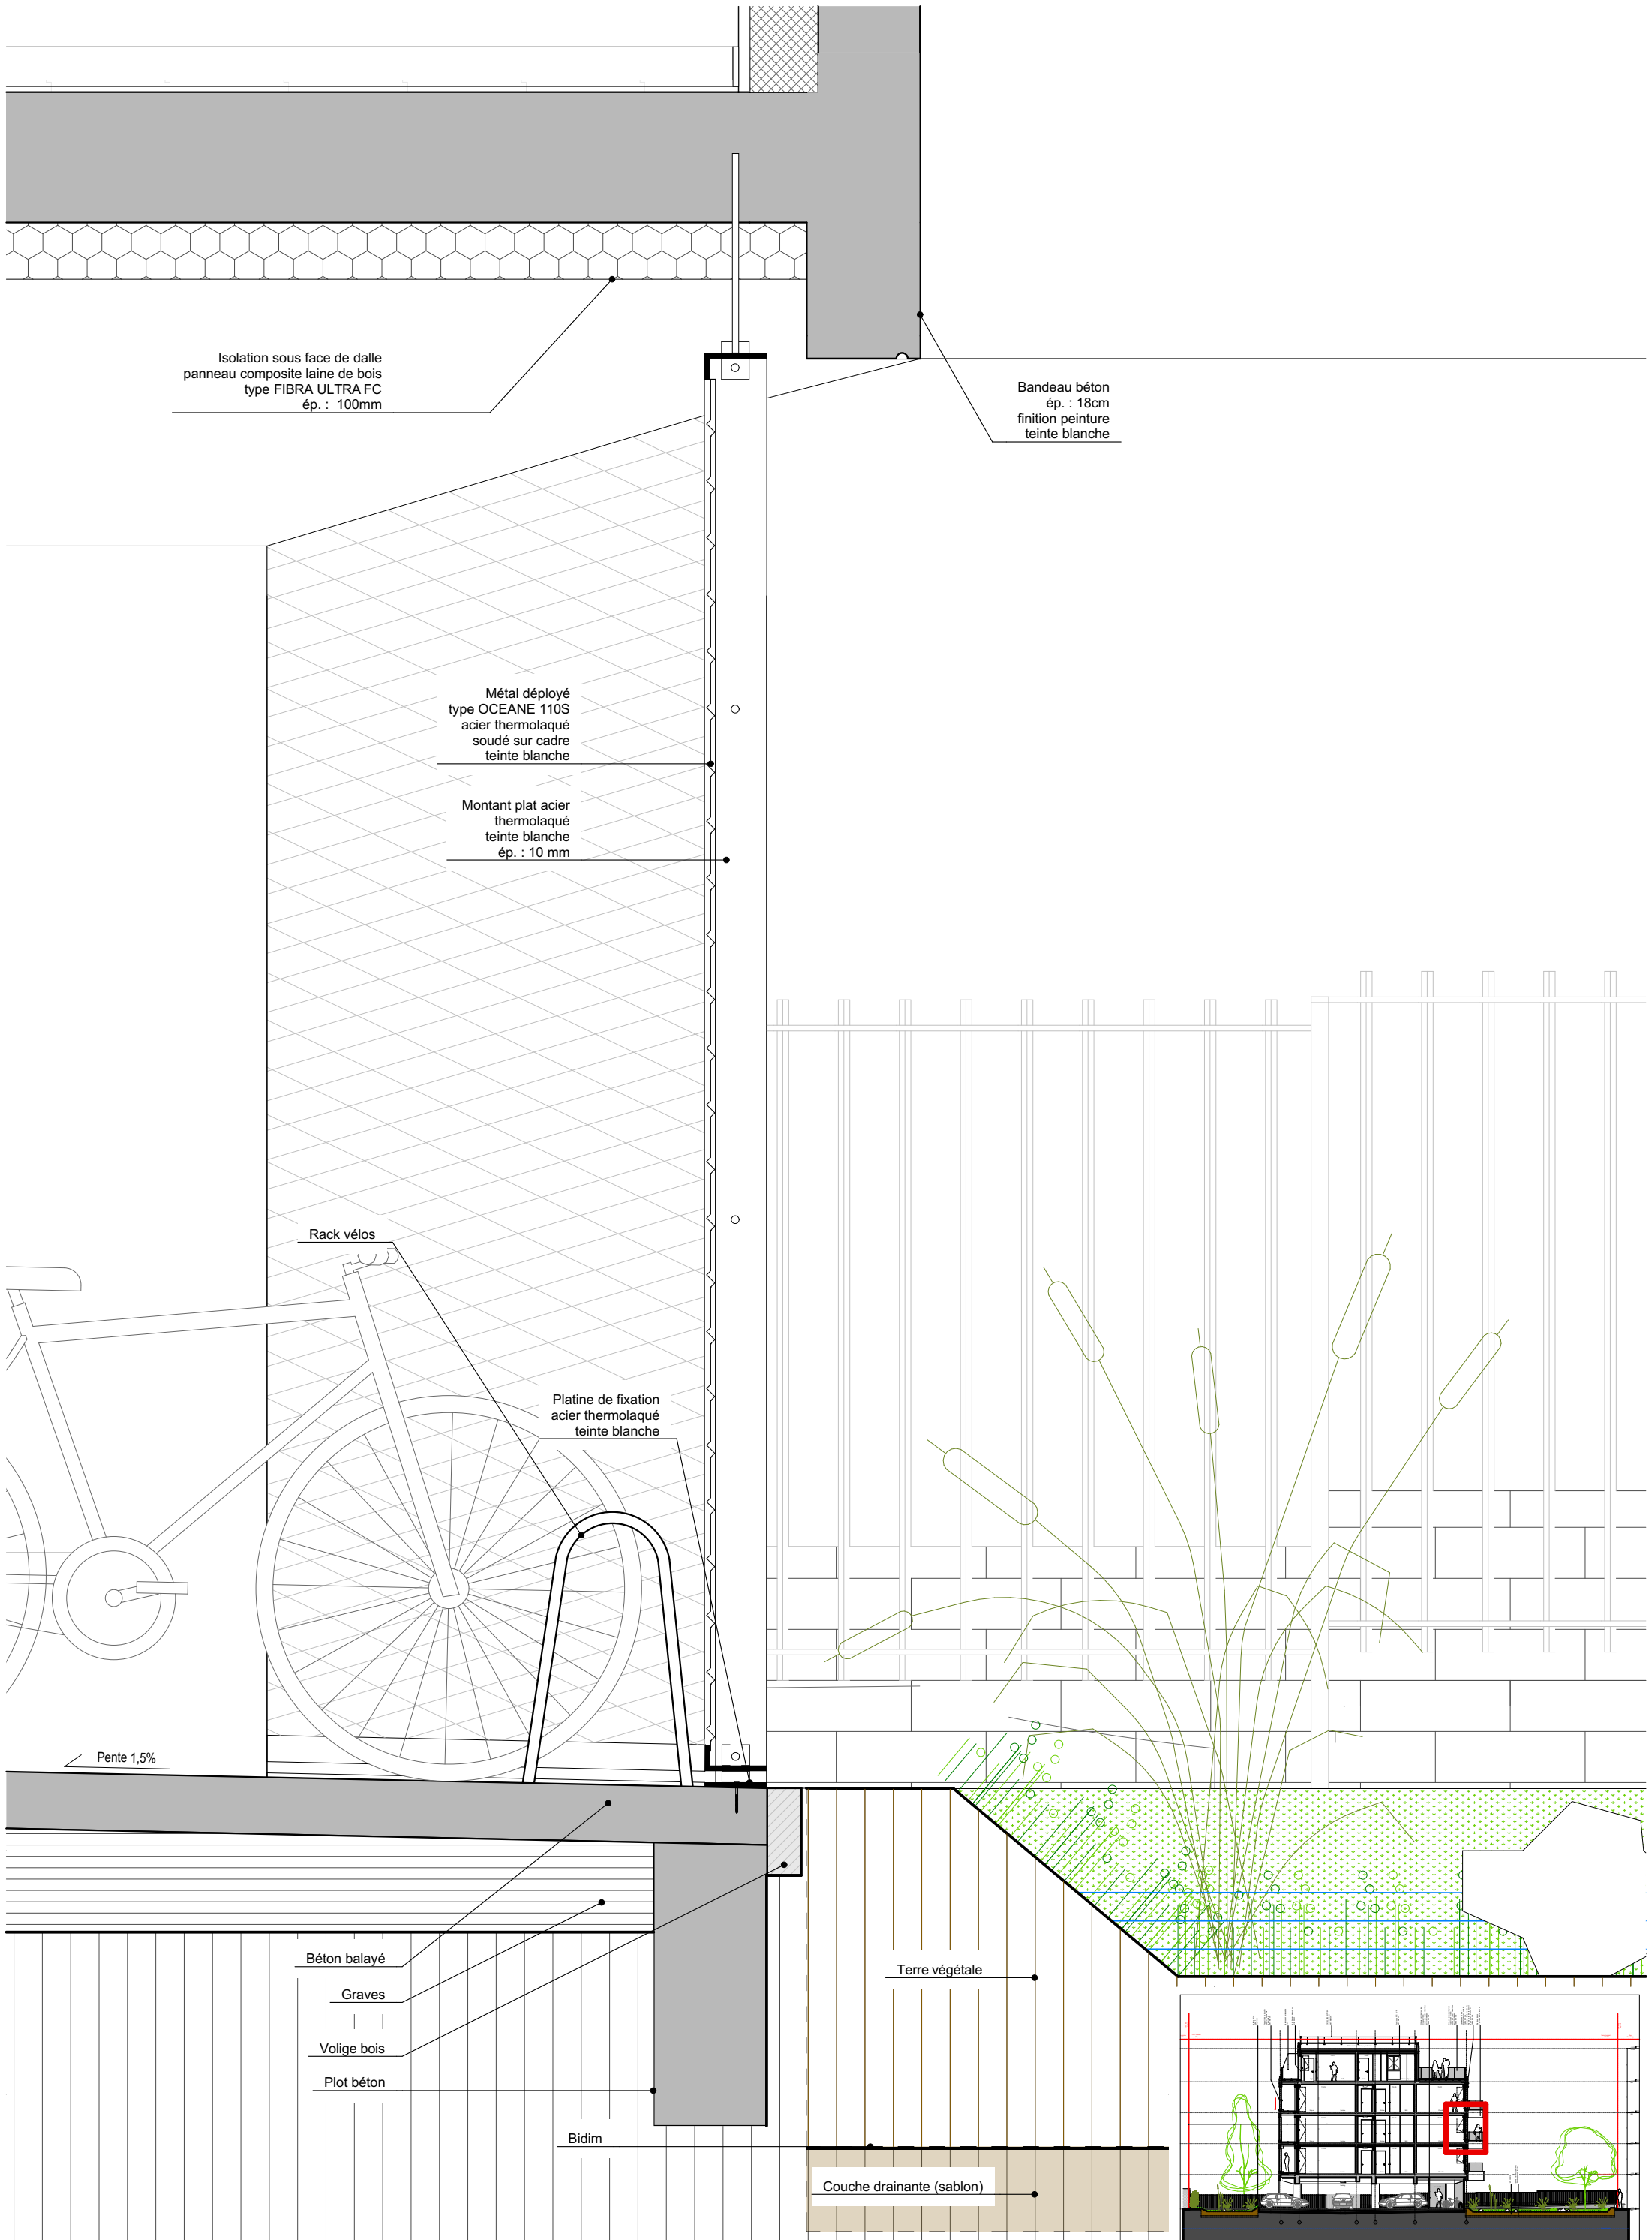 Isolation sous face de dalle
panneau composite laine de bois
type FIBRA ULTRA FC
ép. : 100mm
Bandeau béton
ép. : 18cm
finition peinture
teinte blanche
Métal déployé
type OCEANE 110S
acier thermolaqué
soudé sur cadre
teinte blanche
Montant plat acier
thermolaqué
teinte blanche
ép. : 10 mm
Rack vélos
Platine de fixation
acier thermolaqué
teinte blanche
Pente 1,5%
Béton balayé
Graves
Volige bois
Plot béton
Bidim
Terre végétale
Couche drainante (sablon)